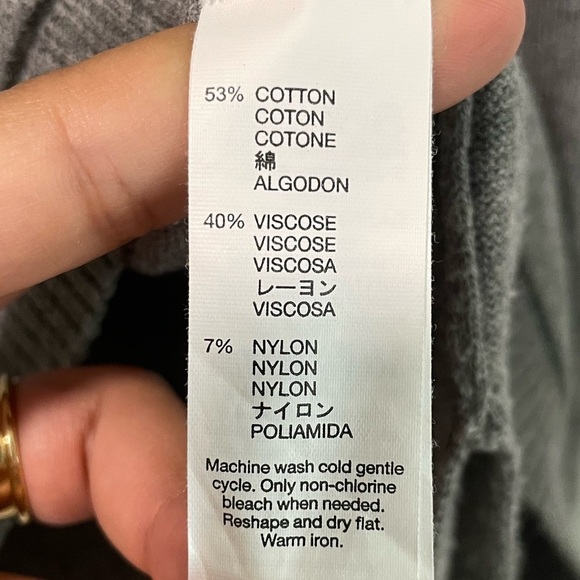 53% COTTON
COTON
COTONE
綿
ALGODON
40% VISCOSE
VISCOSE
VISCOSA
レーヨン
VISCOSA
7% NYLON
NYLON
NYLON
ナイロン
POLIAMIDA
Machine wash cold gentle
cycle. Only non-chlorine
bleach when needed.
Reshape and dry flat.
Warm iron.